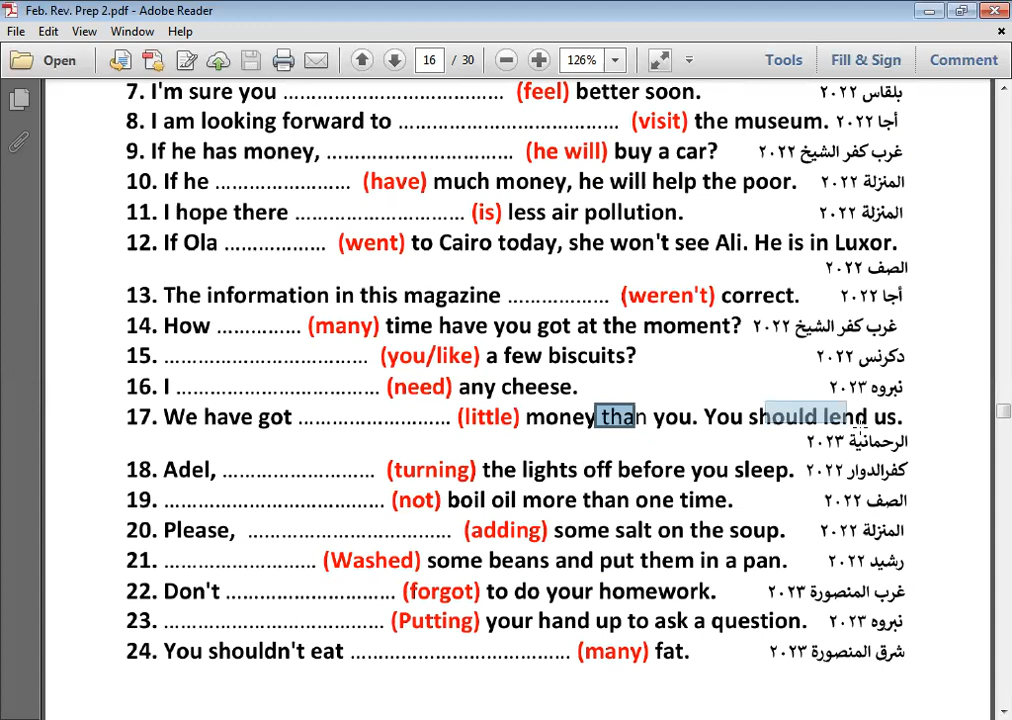 Feb. Rev. Prep 2.pdf - Adobe Reader
File Edit View Window Help
Open 16 / 30 126% Tools Fill & Sign Comment
7. I'm sure you ........................................ (feel) better soon. بلقاس ٢٠٢٢
8. I am looking forward to ........................................ (visit) the museum. أجا ٢٠٢٢
9. If he has money, .................................. (he will) buy a car? غرب كفر الشيخ ٢٠٢٢
10. If he ......................... (have) much money, he will help the poor. المنزلة ٢٠٢٢
11. I hope there .............................. (is) less air pollution. المنزلة ٢٠٢٢
12. If Ola .................. (went) to Cairo today, she won't see Ali. He is in Luxor.
الصف ٢٠٢٢
13. The information in this magazine .................. (weren't) correct. أجا ٢٠٢٢
14. How ............... (many) time have you got at the moment? غرب كفر الشيخ ٢٠٢٢
15. ..................................... (you/like) a few biscuits? دكرنس ٢٠٢٢
16. I ..................................... (need) any cheese. نبروه ٢٠٢٣
17. We have got ........................... (little) money than you. You should lend us.
الرحمانية ٢٠٢٣
18. Adel, ........................... (turning) the lights off before you sleep. كفرالدوار ٢٠٢٢
19. ........................................ (not) boil oil more than one time. الصف ٢٠٢٢
20. Please, ..................................... (adding) some salt on the soup. المنزلة ٢٠٢٢
21. ........................... (Washed) some beans and put them in a pan. رشيد ٢٠٢٢
22. Don't .............................. (forgot) to do your homework. غرب المنصورة ٢٠٢٣
23. ........................................ (Putting) your hand up to ask a question. نبروه ٢٠٢٣
24. You shouldn't eat ........................................ (many) fat. شرق المنصورة ٢٠٢٣